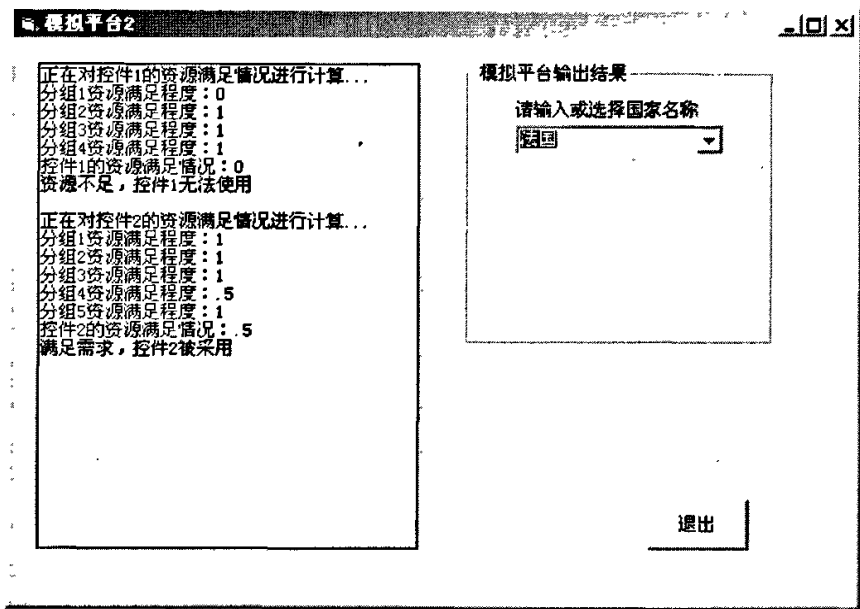 模拟平台2
正在对控件1的资源满足情况进行计算...
分组1资源满足程度：0
分组2资源满足程度：1
分组3资源满足程度：1
分组4资源满足程度：1
控件1的资源满足情况：0
资源不足，控件1无法使用
正在对控件2的资源满足情况进行计算...
分组1资源满足程度：1
分组2资源满足程度：1
分组3资源满足程度：1
分组4资源满足程度：.5
分组5资源满足程度：1
控件2的资源满足情况：.5
满足需求，控件2被采用
模拟平台输出结果
请输入或选择国家名称
法国
退出